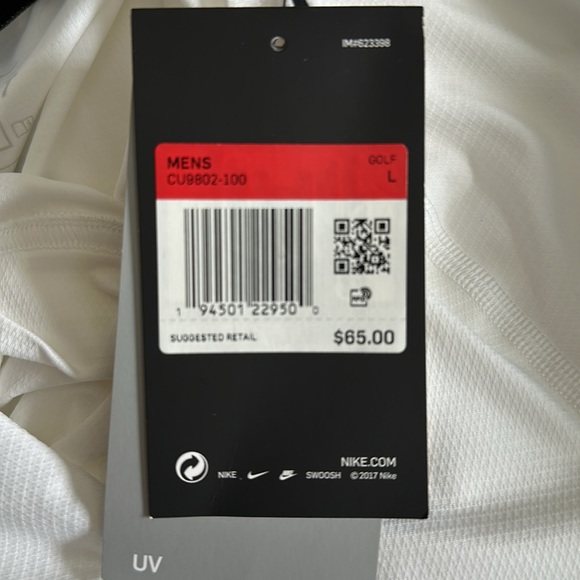 IM#623398
MENS GOLF
CU9802-100 L
1 94501 22950 0
SUGGESTED RETAIL $65.00
NIKE.COM
NIKE SWOOSH ©2017 Nike
UV